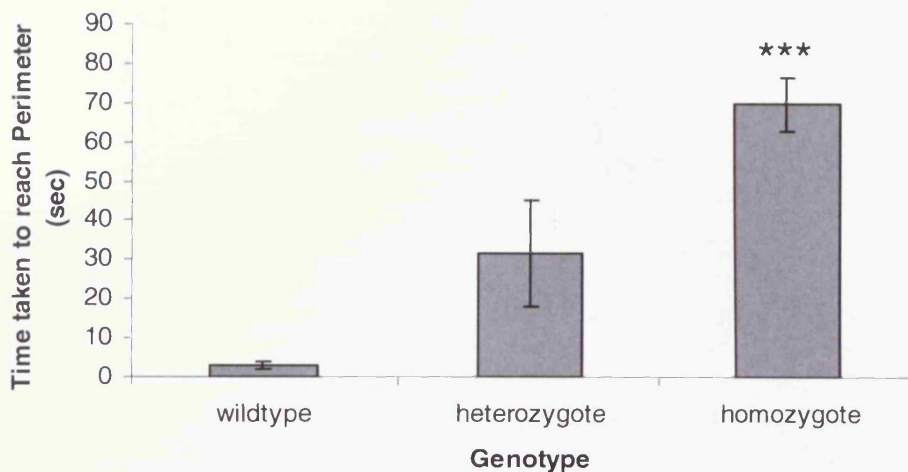 Time taken to reach Perimeter
(sec)
90
80
70
60
50
40
30
20
10
0
***
wildtype
heterozygote
homozygote
Genotype